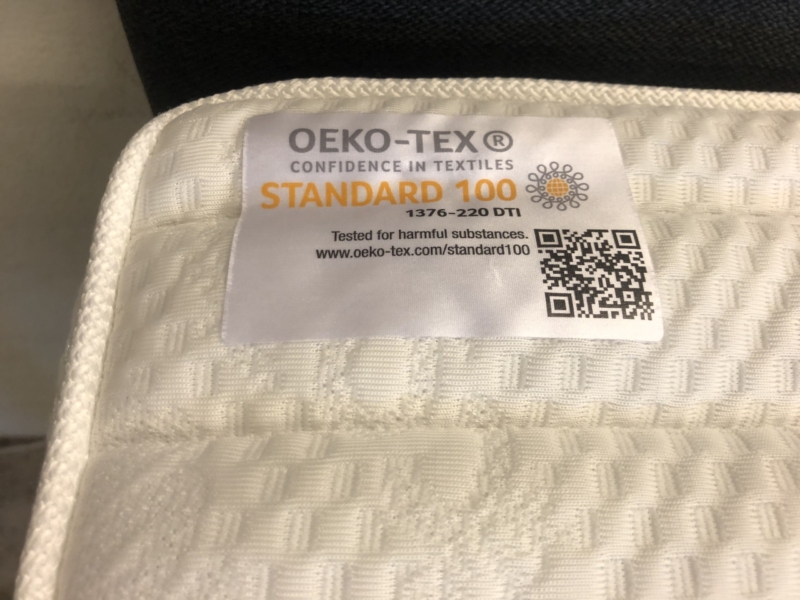 OEKO-TEX®
CONFIDENCE IN TEXTILES
STANDARD 100
1376-220 DTI
Tested for harmful substances.
www.oeko-tex.com/standard100